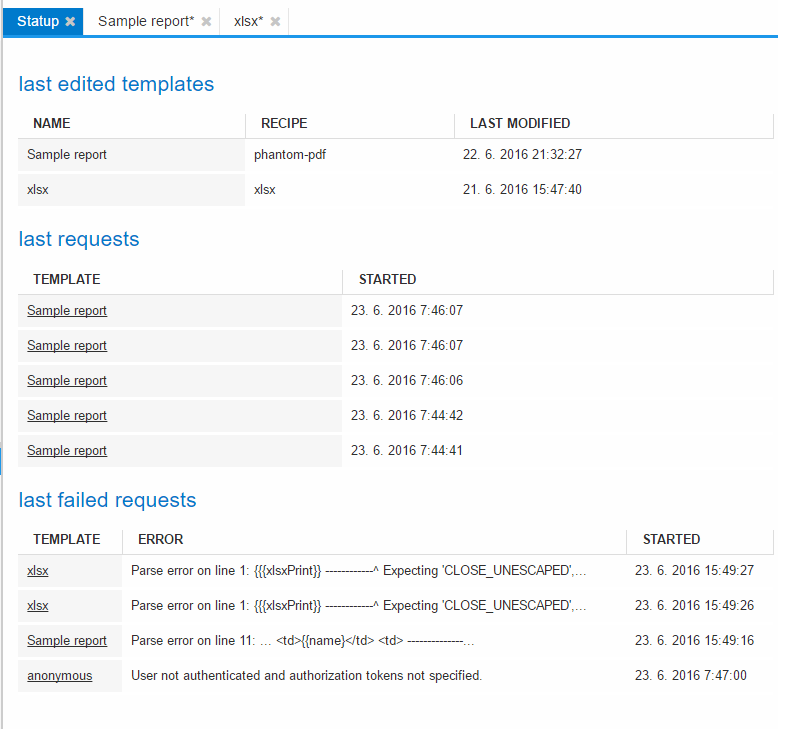 Statup ✖ Sample report* ✖ xlsx* ✖
last edited templates
NAME RECIPE LAST MODIFIED
Sample report phantom-pdf 22. 6. 2016 21:32:27
xlsx xlsx 21. 6. 2016 15:47:40
last requests
TEMPLATE STARTED
Sample report 23. 6. 2016 7:46:07
Sample report 23. 6. 2016 7:46:07
Sample report 23. 6. 2016 7:46:06
Sample report 23. 6. 2016 7:44:42
Sample report 23. 6. 2016 7:44:41
last failed requests
TEMPLATE ERROR STARTED
xlsx Parse error on line 1: {{{xlsxPrint}} ------------^ Expecting 'CLOSE_UNESCAPED',... 23. 6. 2016 15:49:27
xlsx Parse error on line 1: {{{xlsxPrint}} ------------^ Expecting 'CLOSE_UNESCAPED',... 23. 6. 2016 15:49:26
Sample report Parse error on line 11: ... <td>{{name}</td> <td> --------------... 23. 6. 2016 15:49:16
anonymous User not authenticated and authorization tokens not specified. 23. 6. 2016 7:47:00